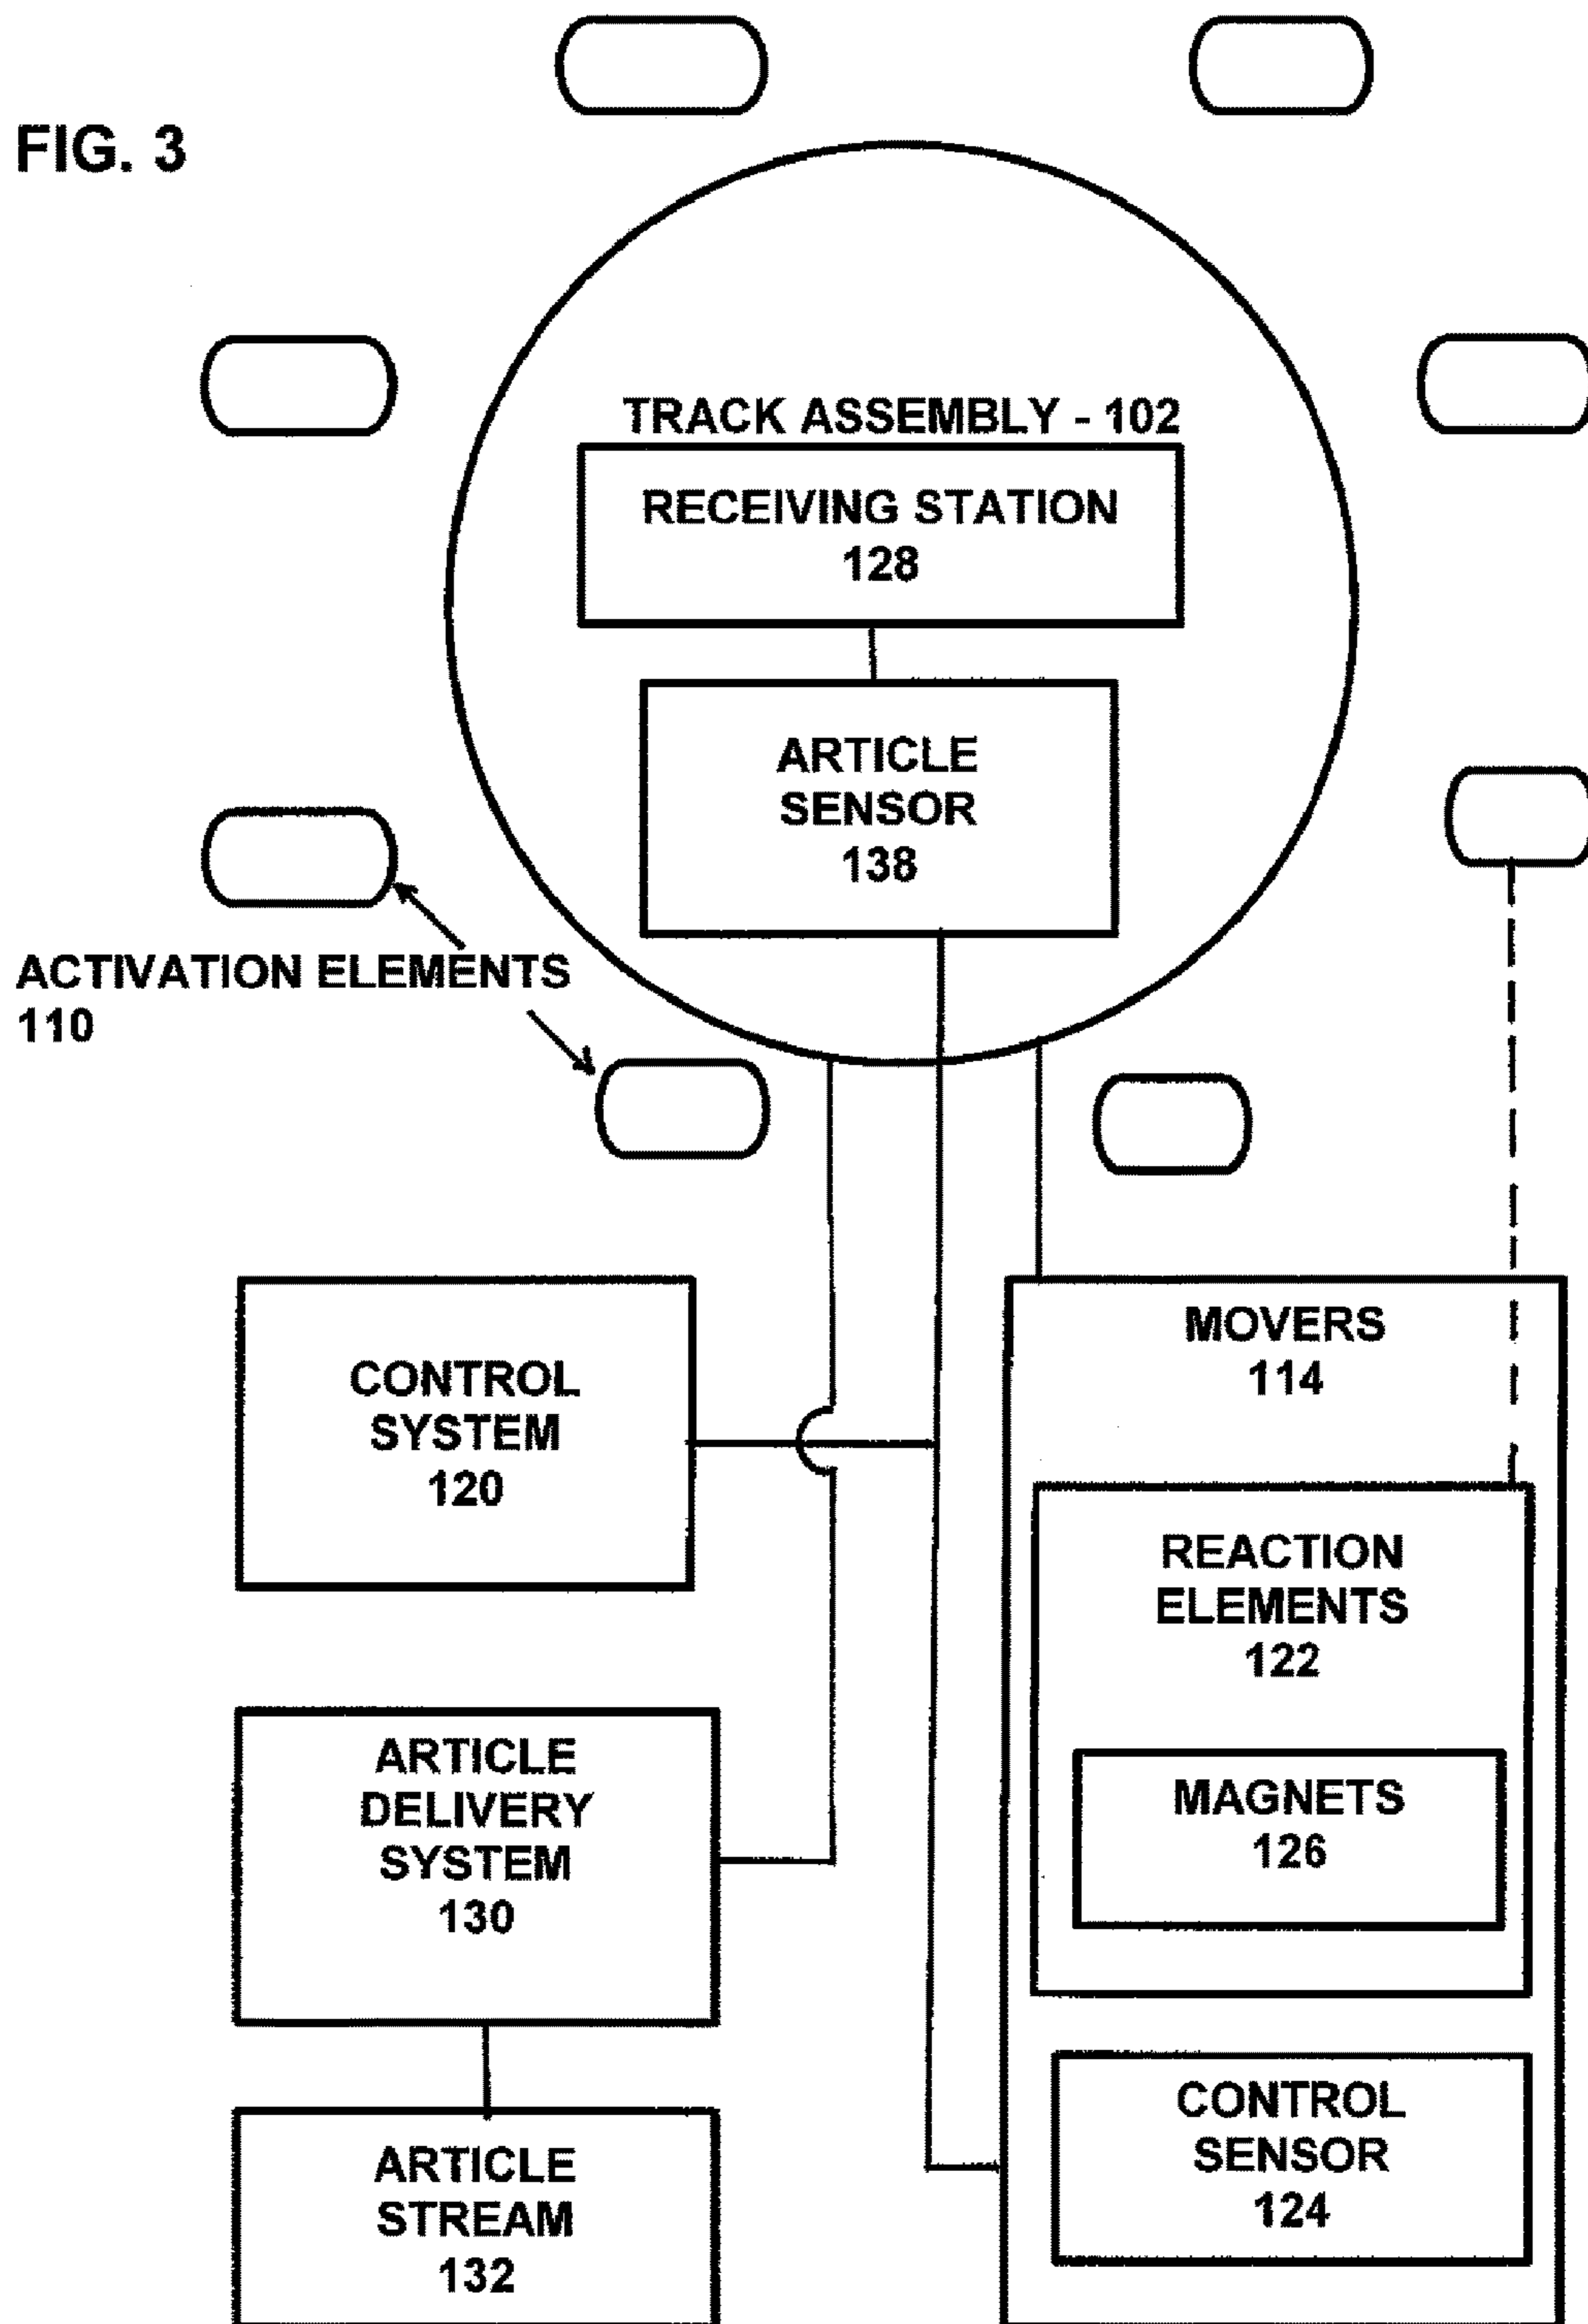 FIG. 3
TRACK ASSEMBLY - 102
RECEIVING STATION
128
ARTICLE
SENSOR
138
ACTIVATION ELEMENTS
110
CONTROL
SYSTEM
120
MOVERS
114
REACTION
ELEMENTS
122
MAGNETS
126
ARTICLE
DELIVERY
SYSTEM
130
CONTROL
SENSOR
124
ARTICLE
STREAM
132